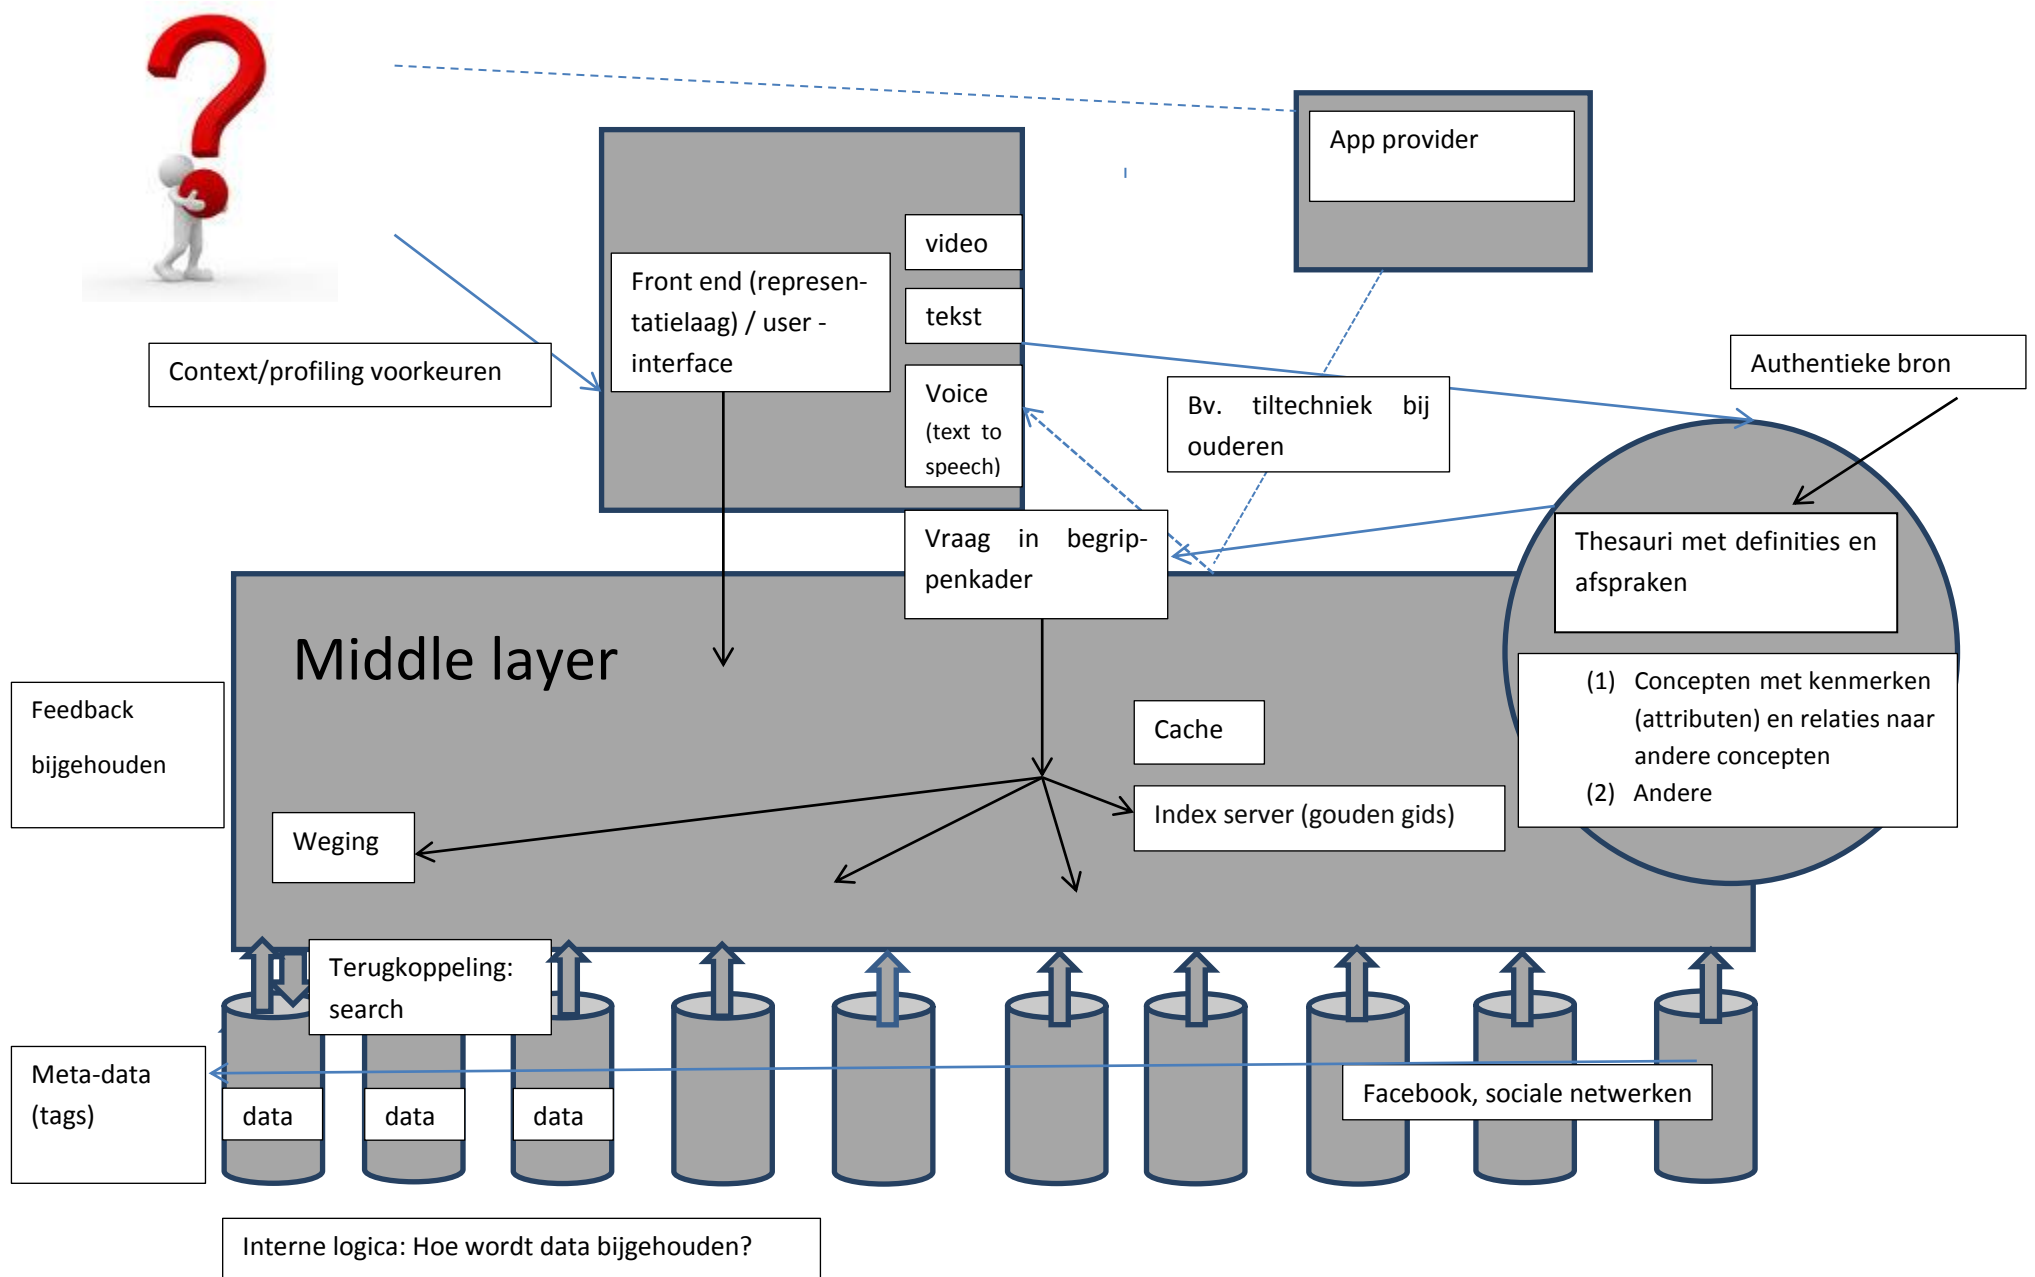 App provider
video
Front end (represen-
tatielaag) / user -
interface
tekst
Voice
(text to
speech)
Context/profiling voorkeuren
Authentieke bron
Bv. tiltechniek bij
ouderen
Vraag in begrip-
penkader
Thesauri met definities en
afspraken
Middle layer
(1) Concepten met kenmerken
(attributen) en relaties naar
andere concepten
(2) Andere
Feedback
bijgehouden
Cache
Index server (gouden gids)
Weging
Terugkoppeling:
search
Meta-data
(tags)
data
data
data
Facebook, sociale netwerken
Interne logica: Hoe wordt data bijgehouden?